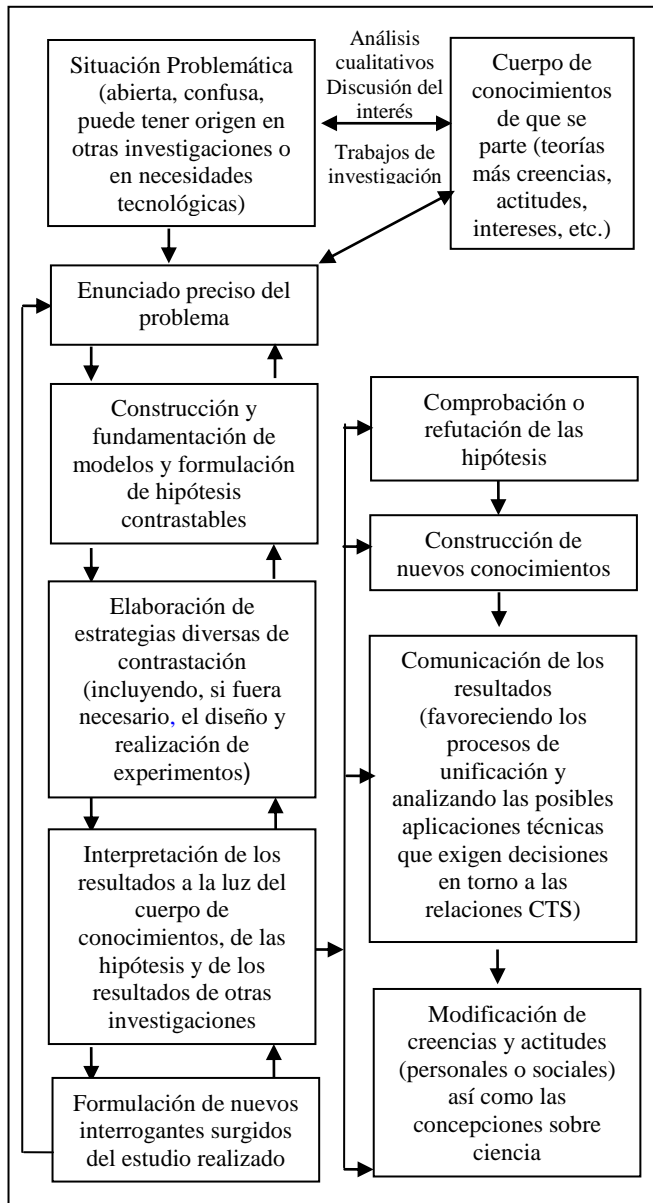 Situación Problemática
(abierta, confusa,
puede tener origen en
otras investigaciones o
en necesidades
tecnológicas)
Análisis
cualitativos
Discusión del
interés
Trabajos de
investigación
Cuerpo de
conocimientos
de que se
parte (teorías
más creencias,
actitudes,
intereses, etc.)
Enunciado preciso del
problema
Construcción y
fundamentación de
modelos y formulación
de hipótesis
contrastables
Elaboración de
estrategias diversas de
contrastación
(incluyendo, si fuera
necesario, el diseño y
realización de
experimentos)
Interpretación de los
resultados a la luz del
cuerpo de
conocimientos, de las
hipótesis y de los
resultados de otras
investigaciones
Formulación de nuevos
interrogantes surgidos
del estudio realizado
Comprobación o
refutación de las
hipótesis
Construcción de
nuevos conocimientos
Comunicación de los
resultados
(favoreciendo los
procesos de
unificación y
analizando las posibles
aplicaciones técnicas
que exigen decisiones
en torno a las
relaciones CTS)
Modificación de
creencias y actitudes
(personales o sociales)
así como las
concepciones sobre
ciencia